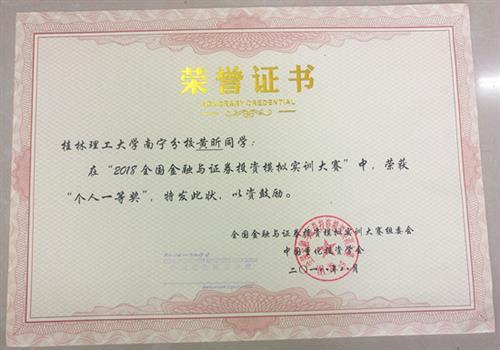 荣誉证书
HONORARY CREDENTIAL
桂林理工大学南宁分校黄昕同学：
在“2018全国金融与证券投资模拟实训大赛”中，荣获
“个人一等奖”，特发此状，以资鼓励。
全国金融与证券投资模拟实训大赛组委会
中国量化投资学会
二〇一八年八月